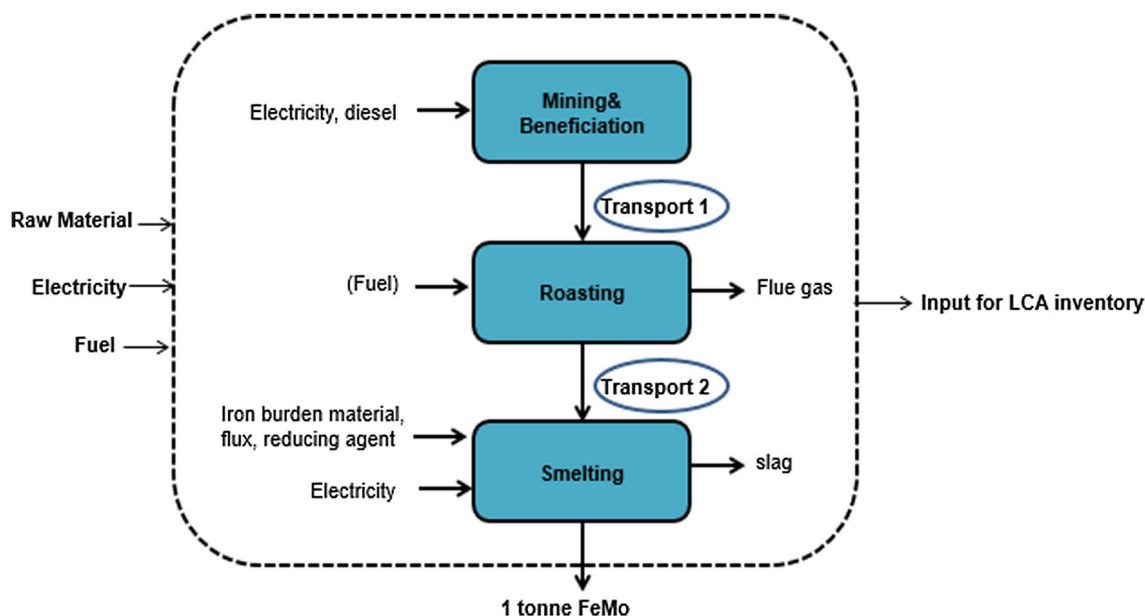 Mining&
Beneficiation
Electricity, diesel
Transport 1
Raw Material
Electricity
Fuel
(Fuel)
Roasting
Flue gas
Input for LCA inventory
Transport 2
Iron burden material,
flux, reducing agent
Electricity
Smelting
slag
1 tonne FeMo